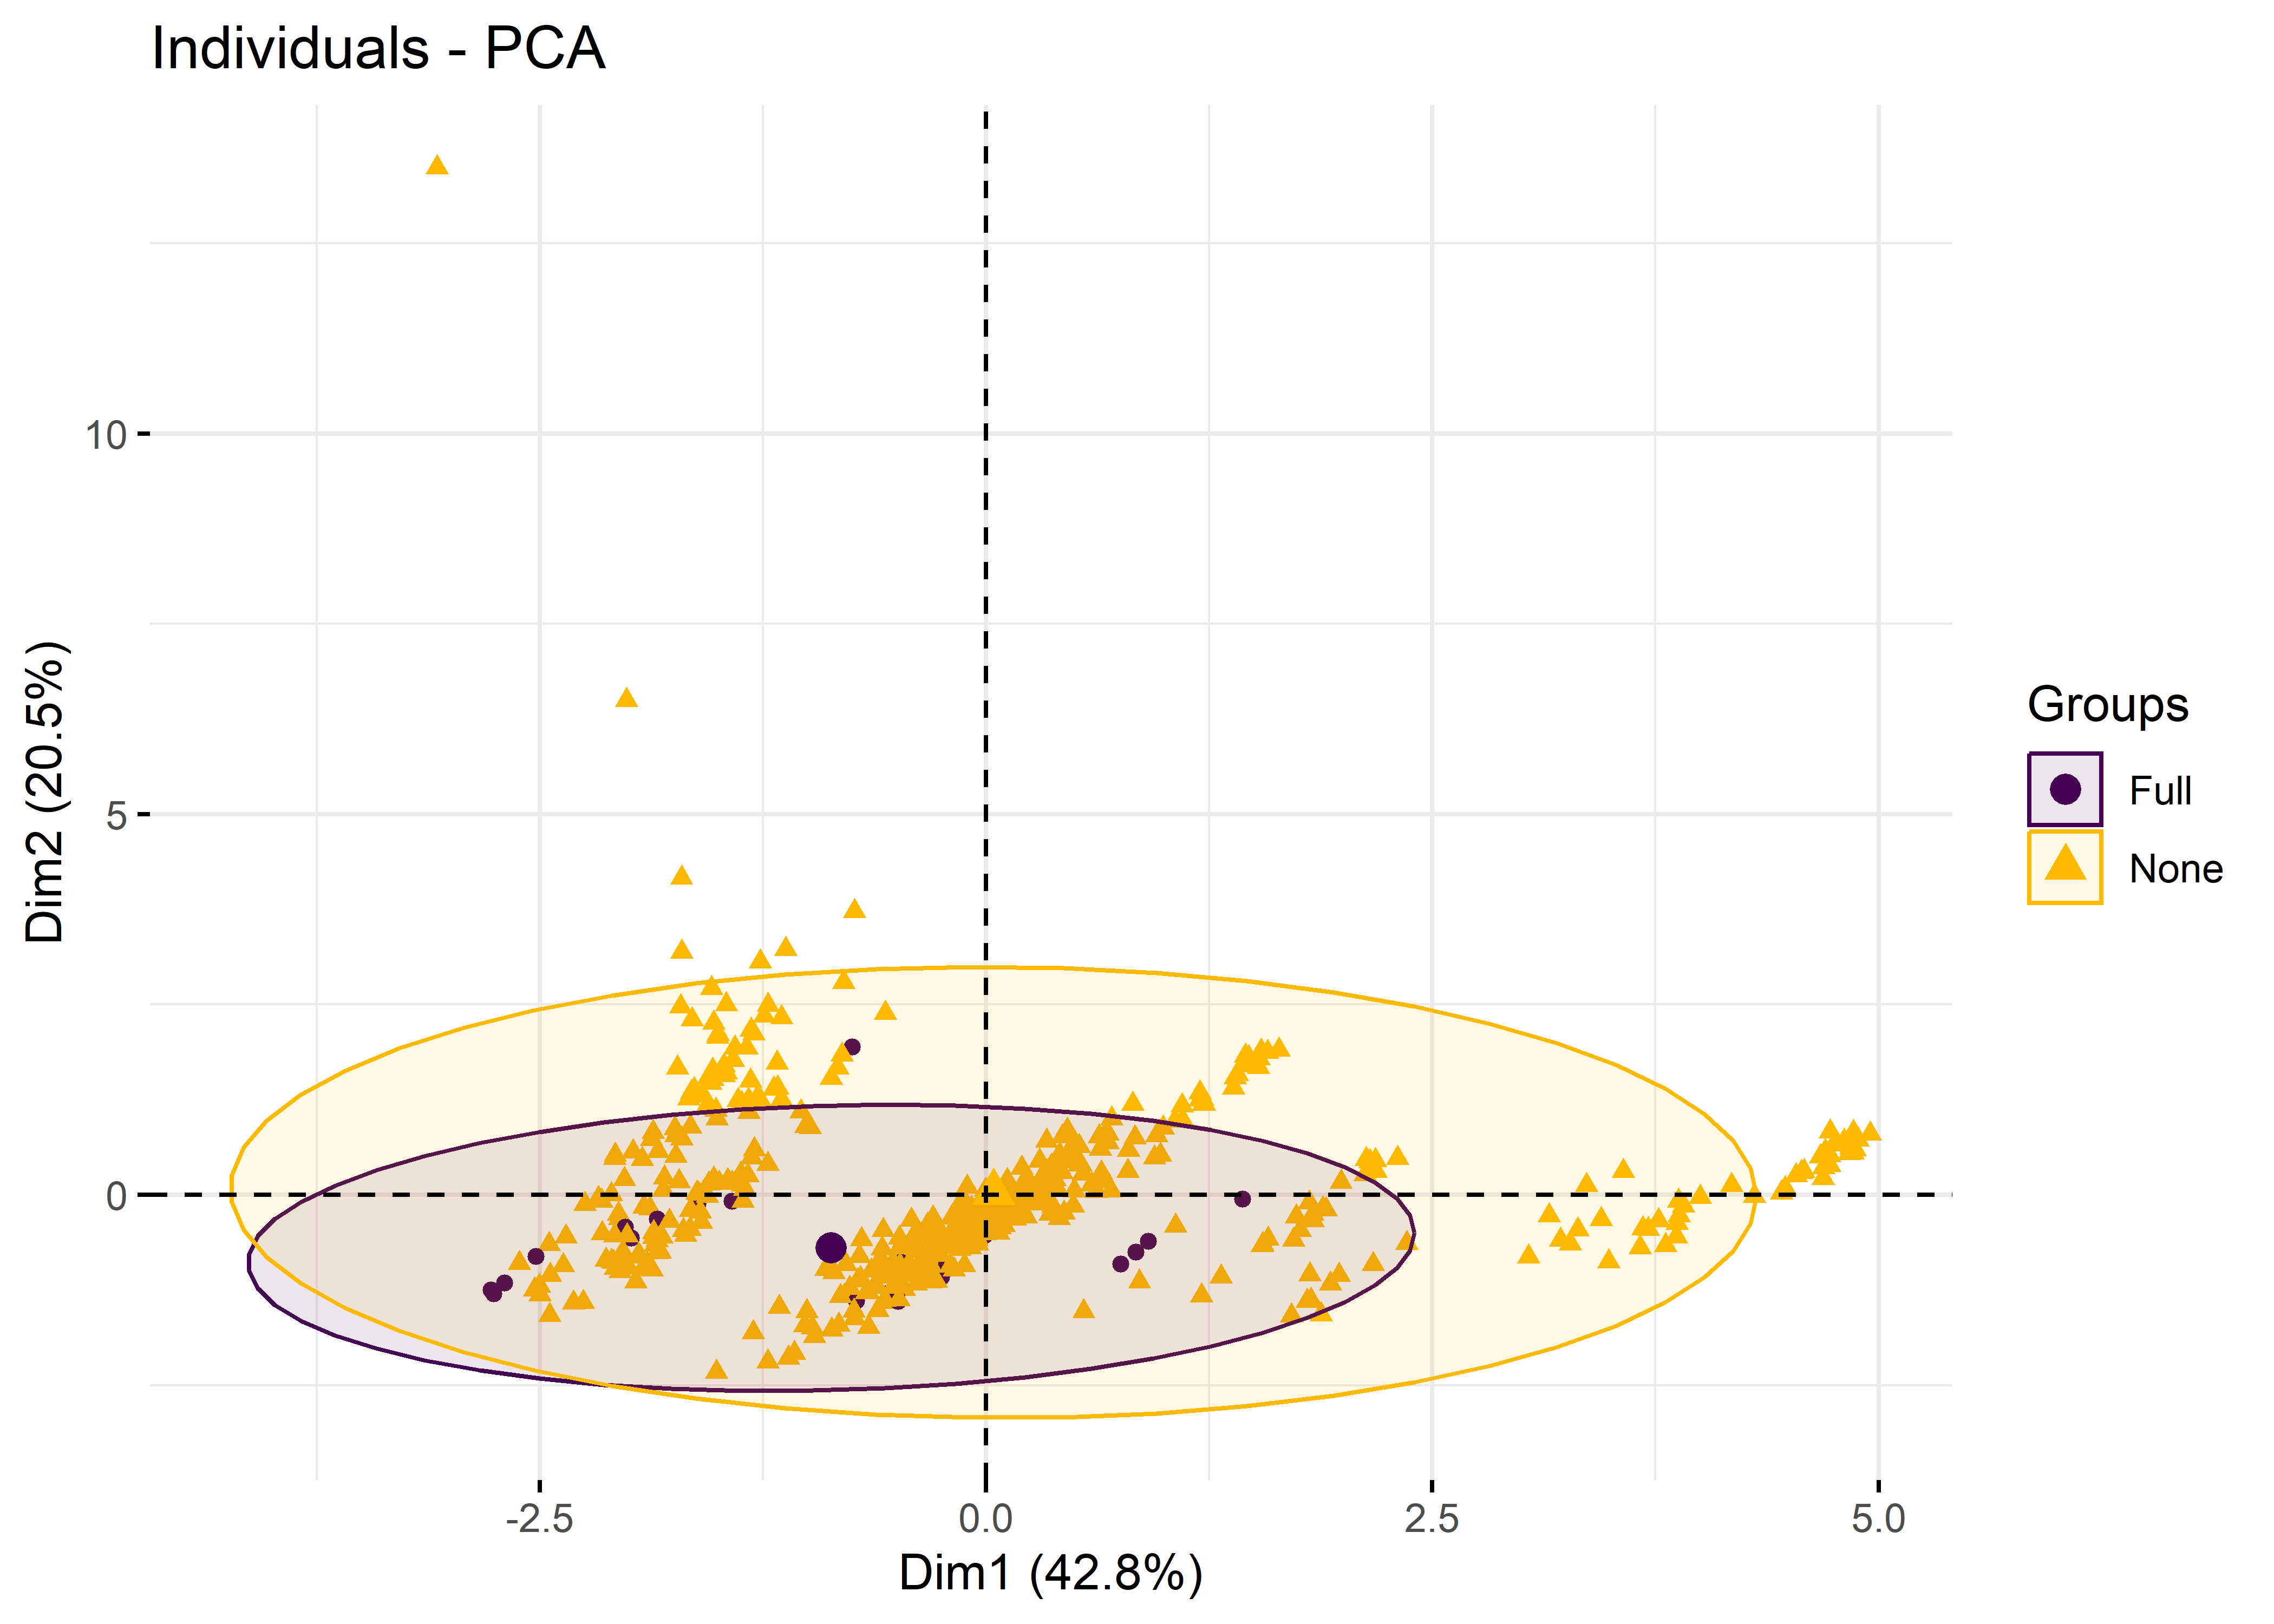 Individuals - PCA
10
5
0
-2.5
0.0
2.5
5.0
Dim1 (42.8%)
Dim2 (20.5%)
Groups
Full
None